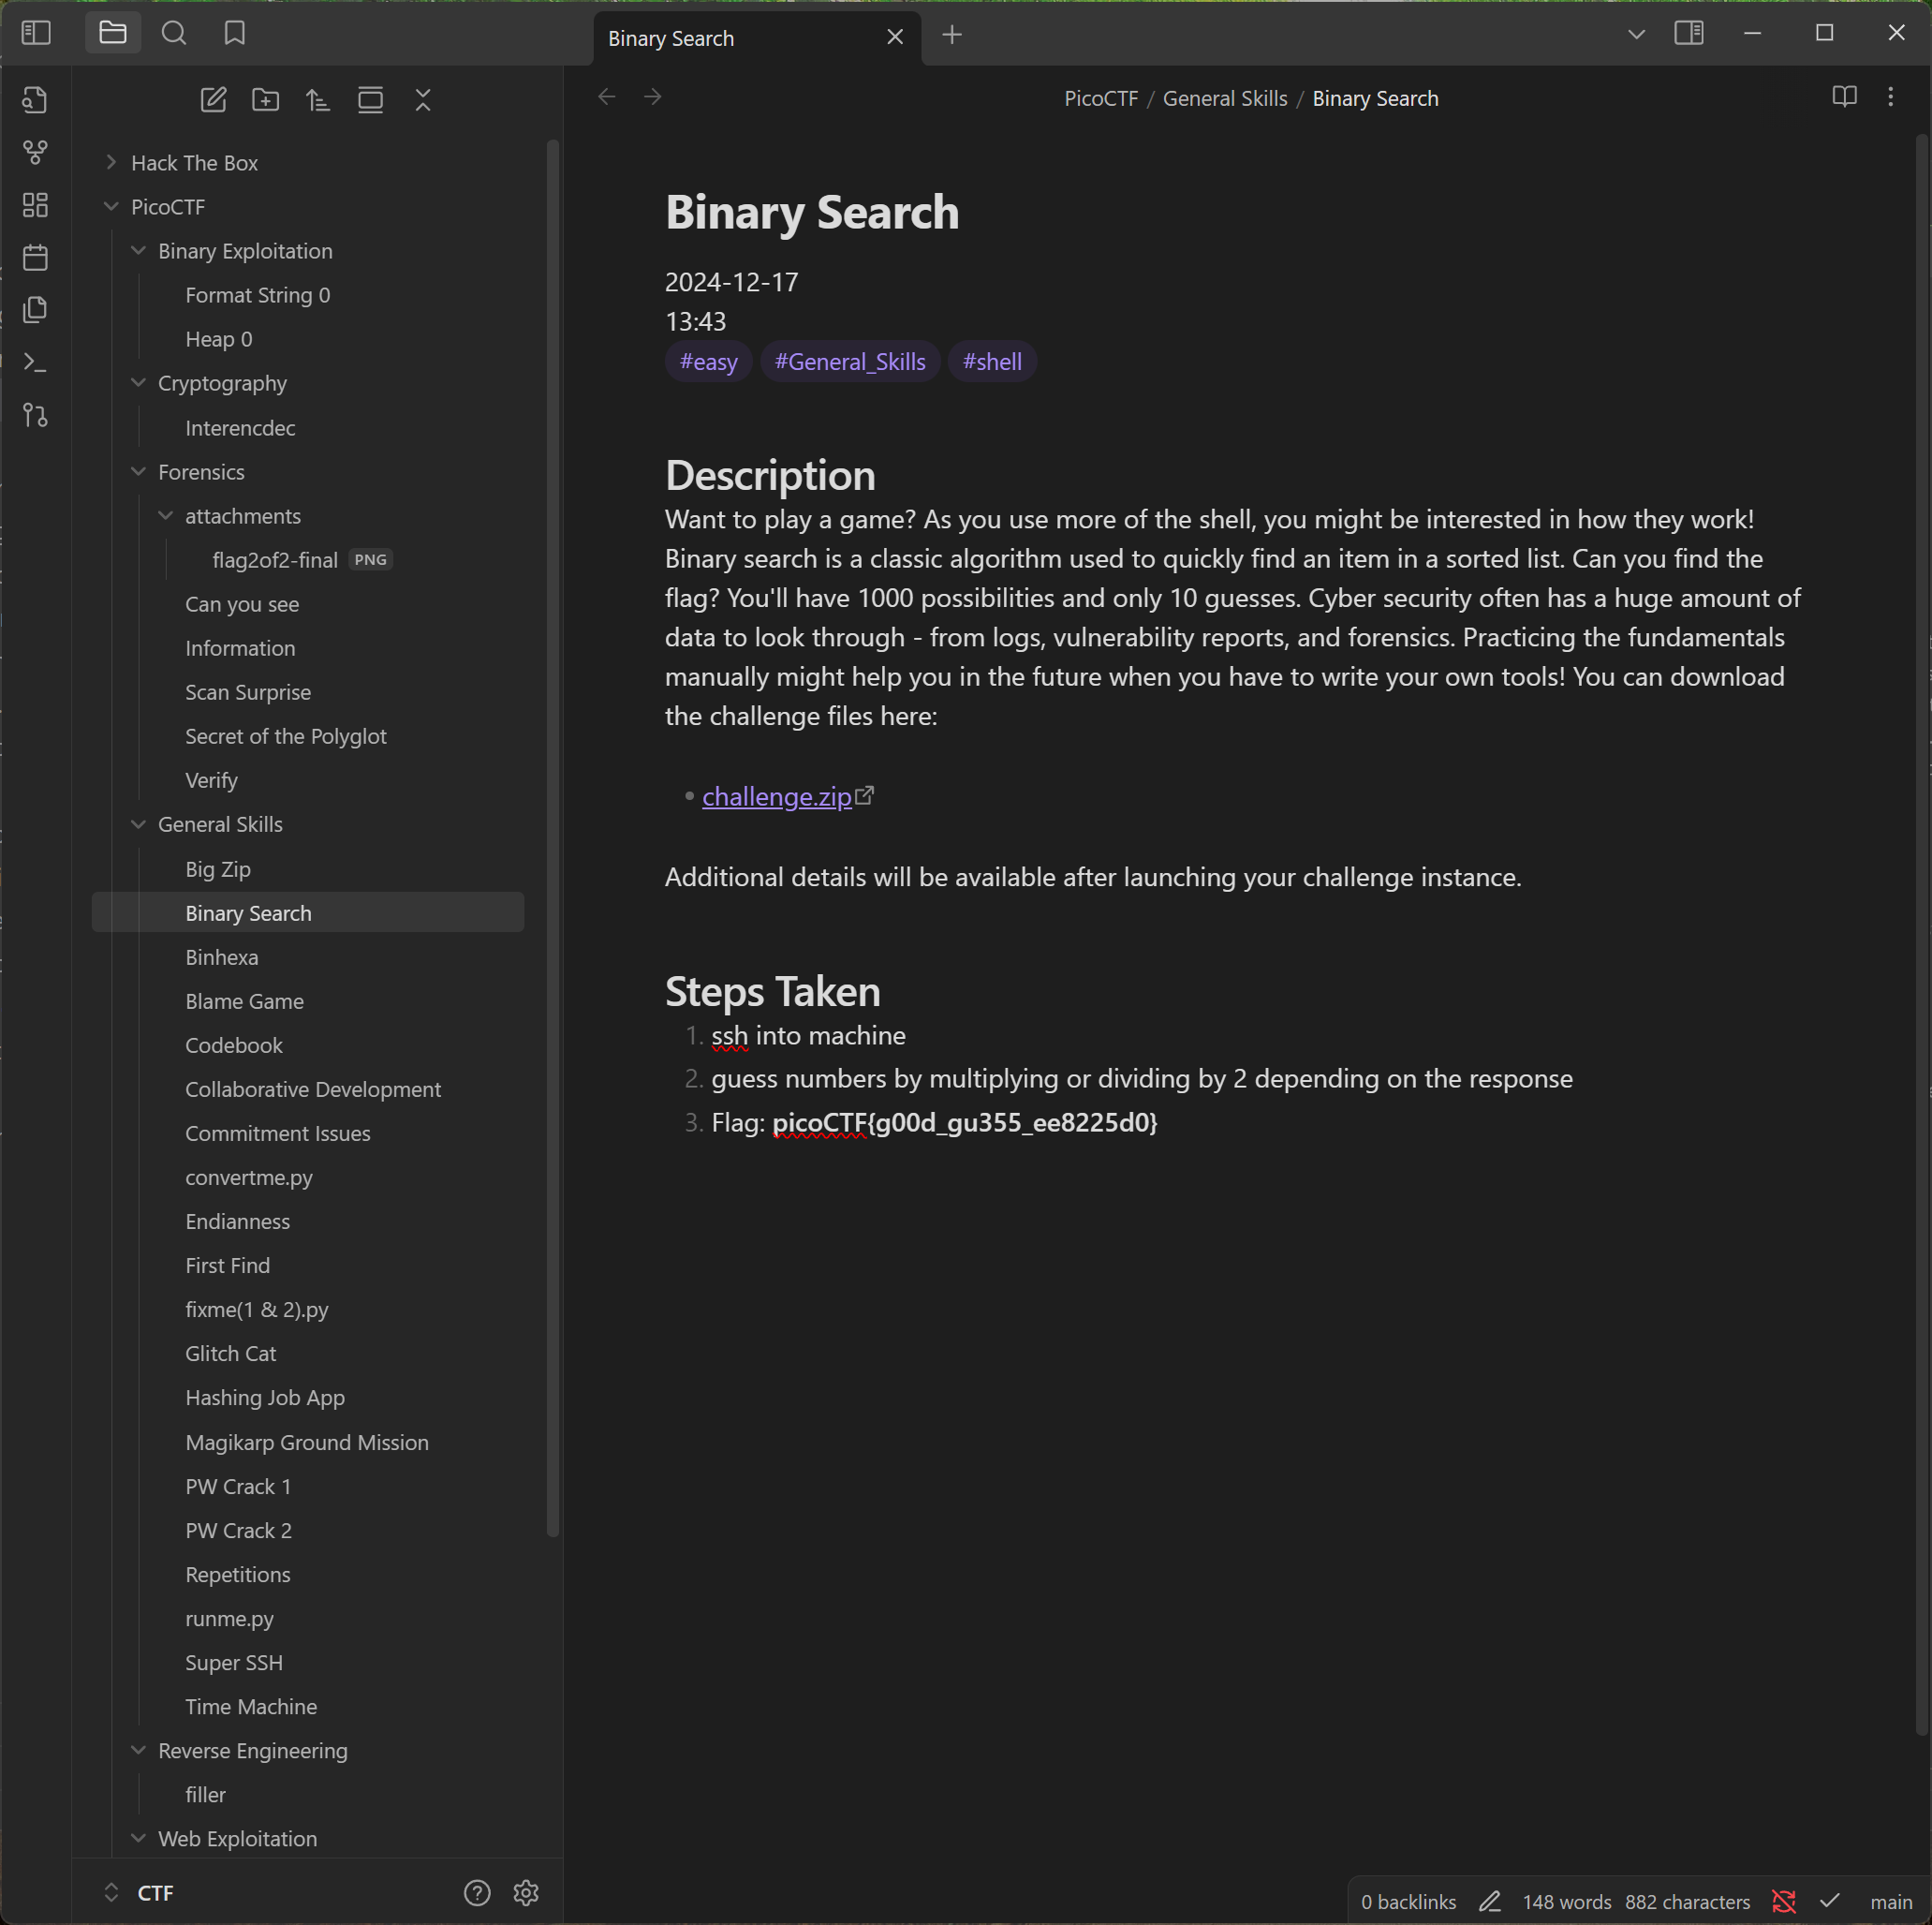 Binary Search
PicoCTF / General Skills / Binary Search
Hack The Box
PicoCTF
Binary Exploitation
Format String 0
Heap 0
Cryptography
Interencdec
Forensics
attachments
flag2of2-final PNG
Can you see
Information
Scan Surprise
Secret of the Polyglot
Verify
General Skills
Big Zip
Binary Search
Binhexa
Blame Game
Codebook
Collaborative Development
Commitment Issues
convertme.py
Endianness
First Find
fixme(1 & 2).py
Glitch Cat
Hashing Job App
Magikarp Ground Mission
PW Crack 1
PW Crack 2
Repetitions
runme.py
Super SSH
Time Machine
Reverse Engineering
filler
Web Exploitation
CTF
Binary Search
2024-12-17
13:43
#easy #General_Skills #shell
Description
Want to play a game? As you use more of the shell, you might be interested in how they work!
Binary search is a classic algorithm used to quickly find an item in a sorted list. Can you find the
flag? You'll have 1000 possibilities and only 10 guesses. Cyber security often has a huge amount of
data to look through - from logs, vulnerability reports, and forensics. Practicing the fundamentals
manually might help you in the future when you have to write your own tools! You can download
the challenge files here:
• challenge.zip
Additional details will be available after launching your challenge instance.
Steps Taken
1. ssh into machine
2. guess numbers by multiplying or dividing by 2 depending on the response
3. Flag: picoCTF{g00d_gu355_ee8225d0}
0 backlinks 148 words 882 characters main